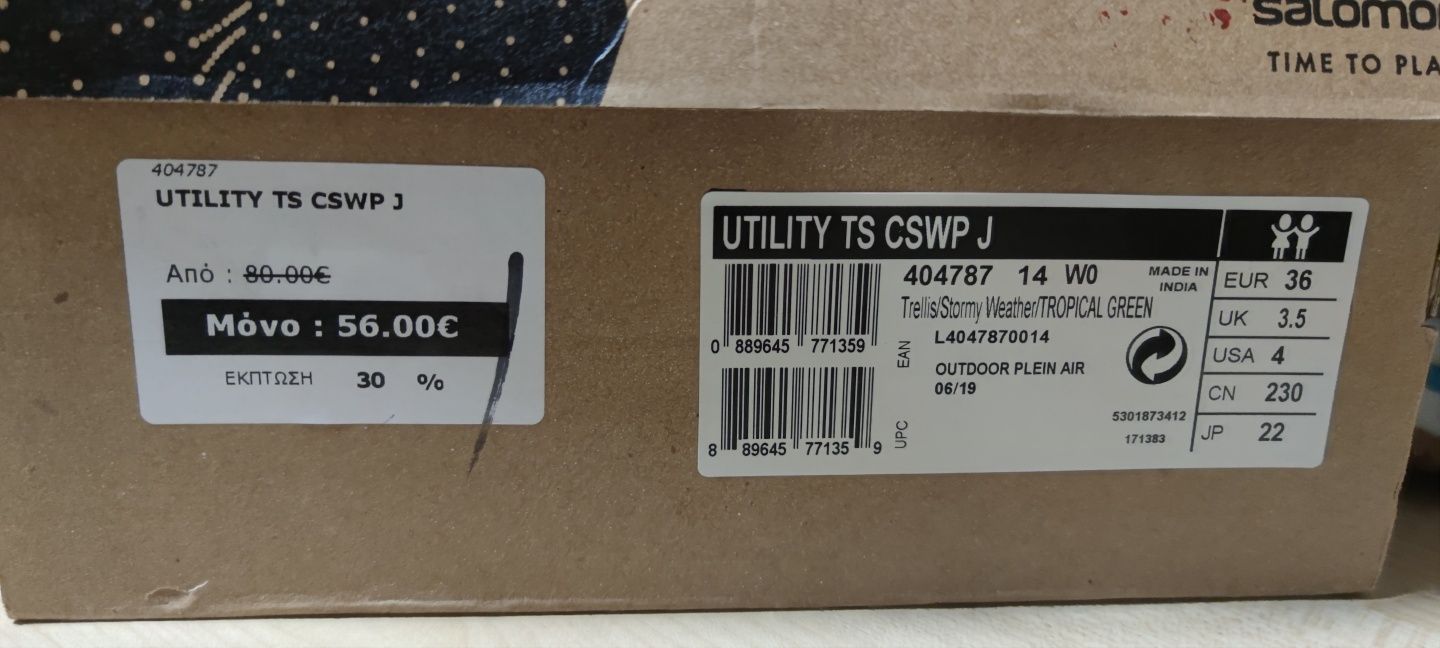 salomo
TIME TO PLA
404787
UTILITY TS CSWP J
Από : 80.00€
Μόνο : 56.00€
ΕΚΠΤΩΣΗ 30 %
UTILITY TS CSWP J
404787 14 W0
MADE IN
INDIA
Trellis/Stormy Weather/TROPICAL GREEN
L4047870014
OUTDOOR PLEIN AIR
06/19
0 889645 771359
EAN
8 89645 77135 9
UPC
5301873412
171383
EUR 36
UK 3.5
USA 4
CN 230
JP 22